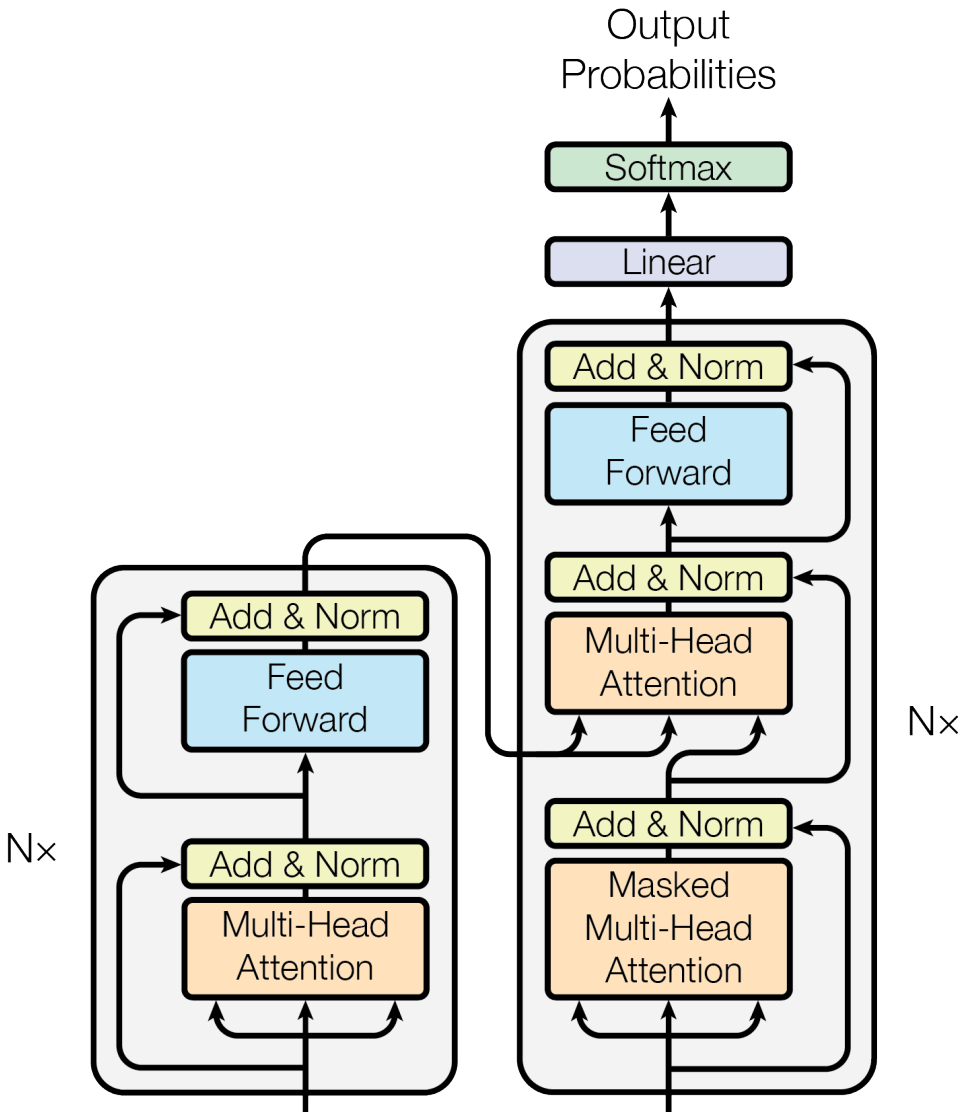 Output
Probabilities
Softmax
Linear
Add & Norm
Feed
Forward
Add & Norm
Multi-Head
Attention
Nx
Add & Norm
Masked
Multi-Head
Attention
Add & Norm
Feed
Forward
Nx
Add & Norm
Multi-Head
Attention